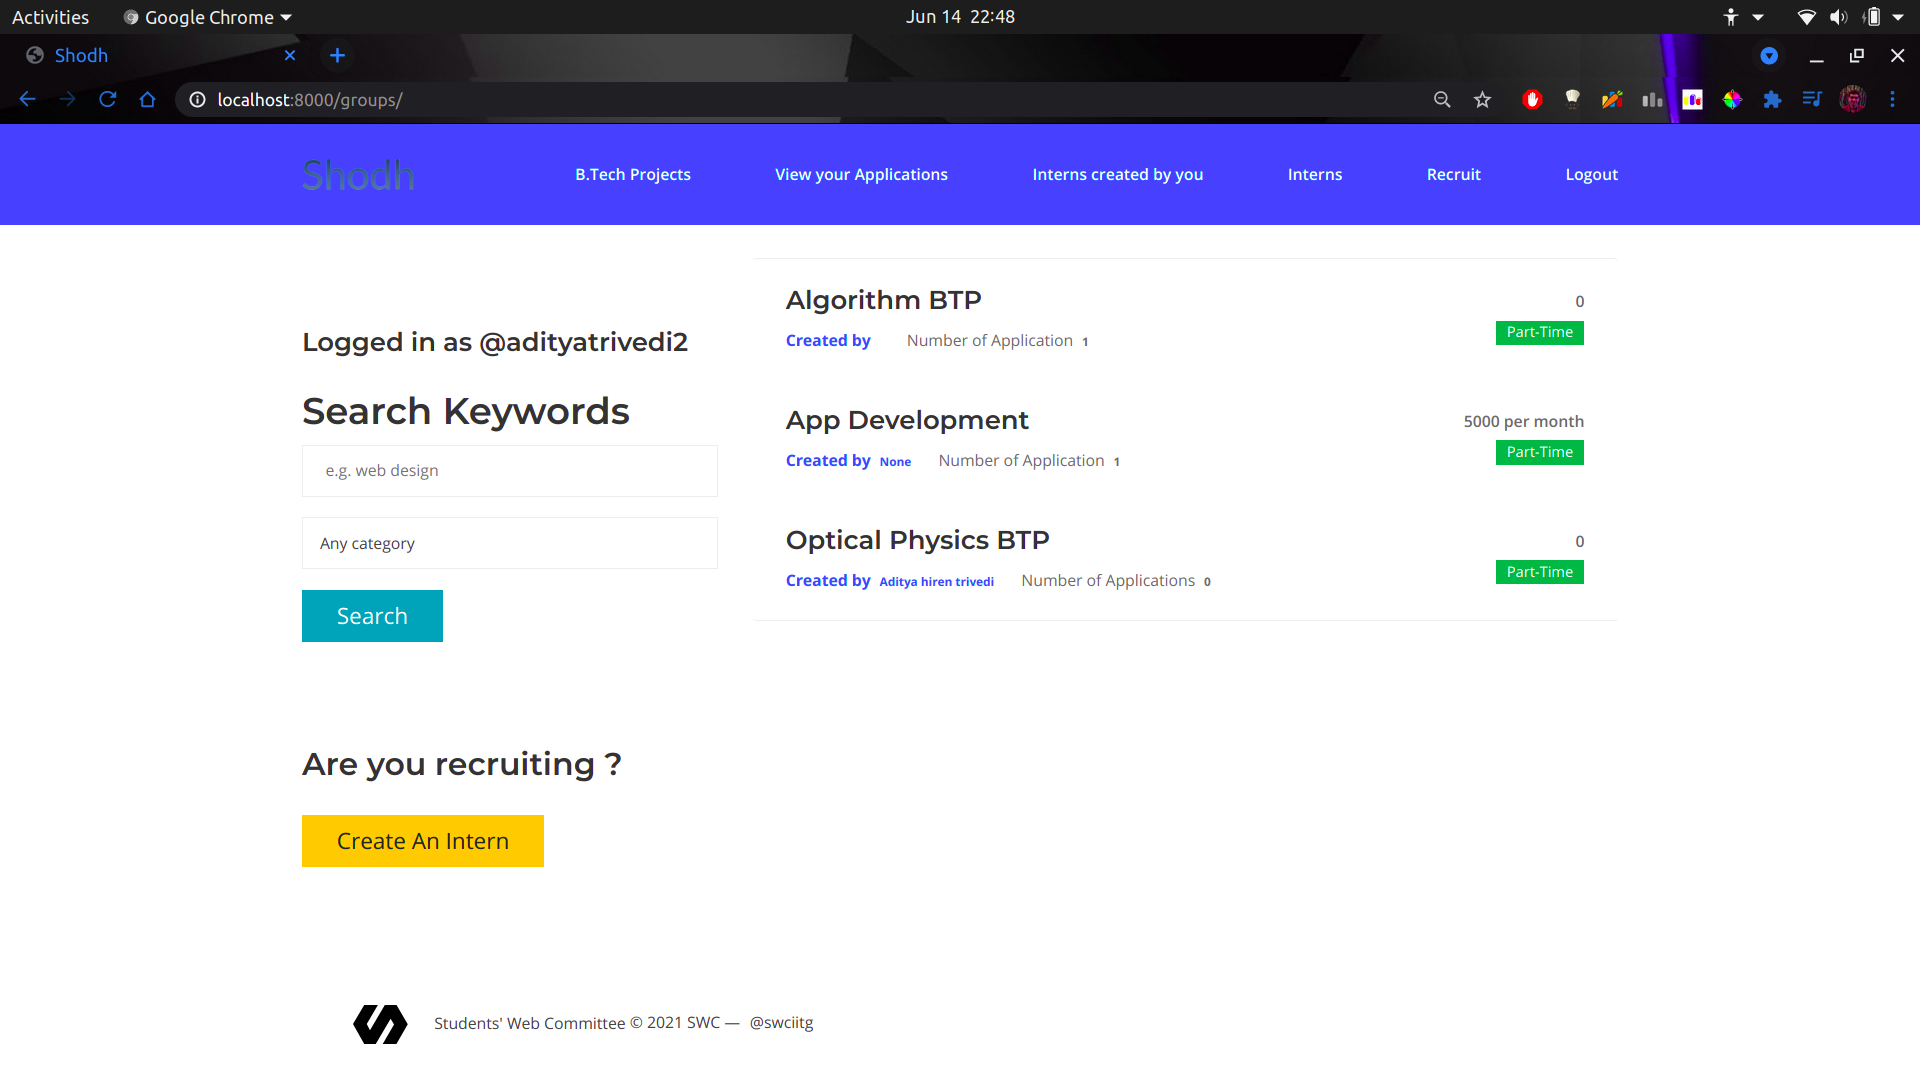 Activities Google Chrome Jun 14 22:48
Shodh
localhost:8000/groups/
Shodh B.Tech Projects View your Applications Interns created by you Interns Recruit Logout
Algorithm BTP 0
Created by Number of Application 1 Part-Time
Logged in as @adityatrivedi2
Search Keywords
App Development 5000 per month
Created by None Number of Application 1 Part-Time
e.g. web design
Any category
Optical Physics BTP 0
Created by Aditya hiren trivedi Number of Applications 0 Part-Time
Search
Are you recruiting ?
Create An Intern
Students' Web Committee © 2021 SWC — @swciitg